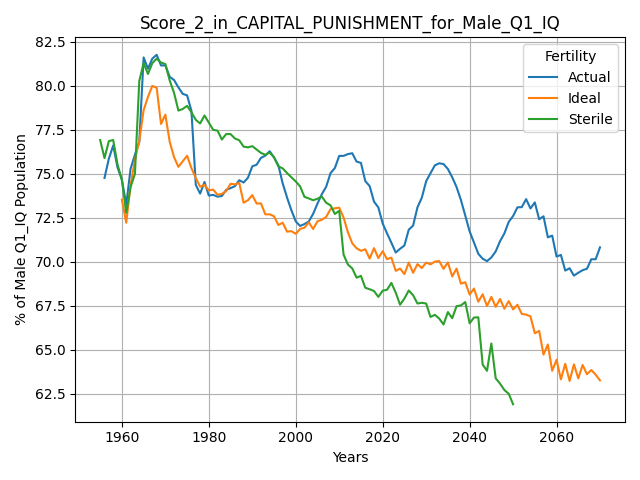 Score_2_in_CAPITAL_PUNISHMENT_for_Male_Q1_IQ
% of Male Q1_IQ Population
82.5
80.0
77.5
75.0
72.5
70.0
67.5
65.0
62.5
Fertility
Actual
Ideal
Sterile
1960
1980
2000
2020
2040
2060
Years